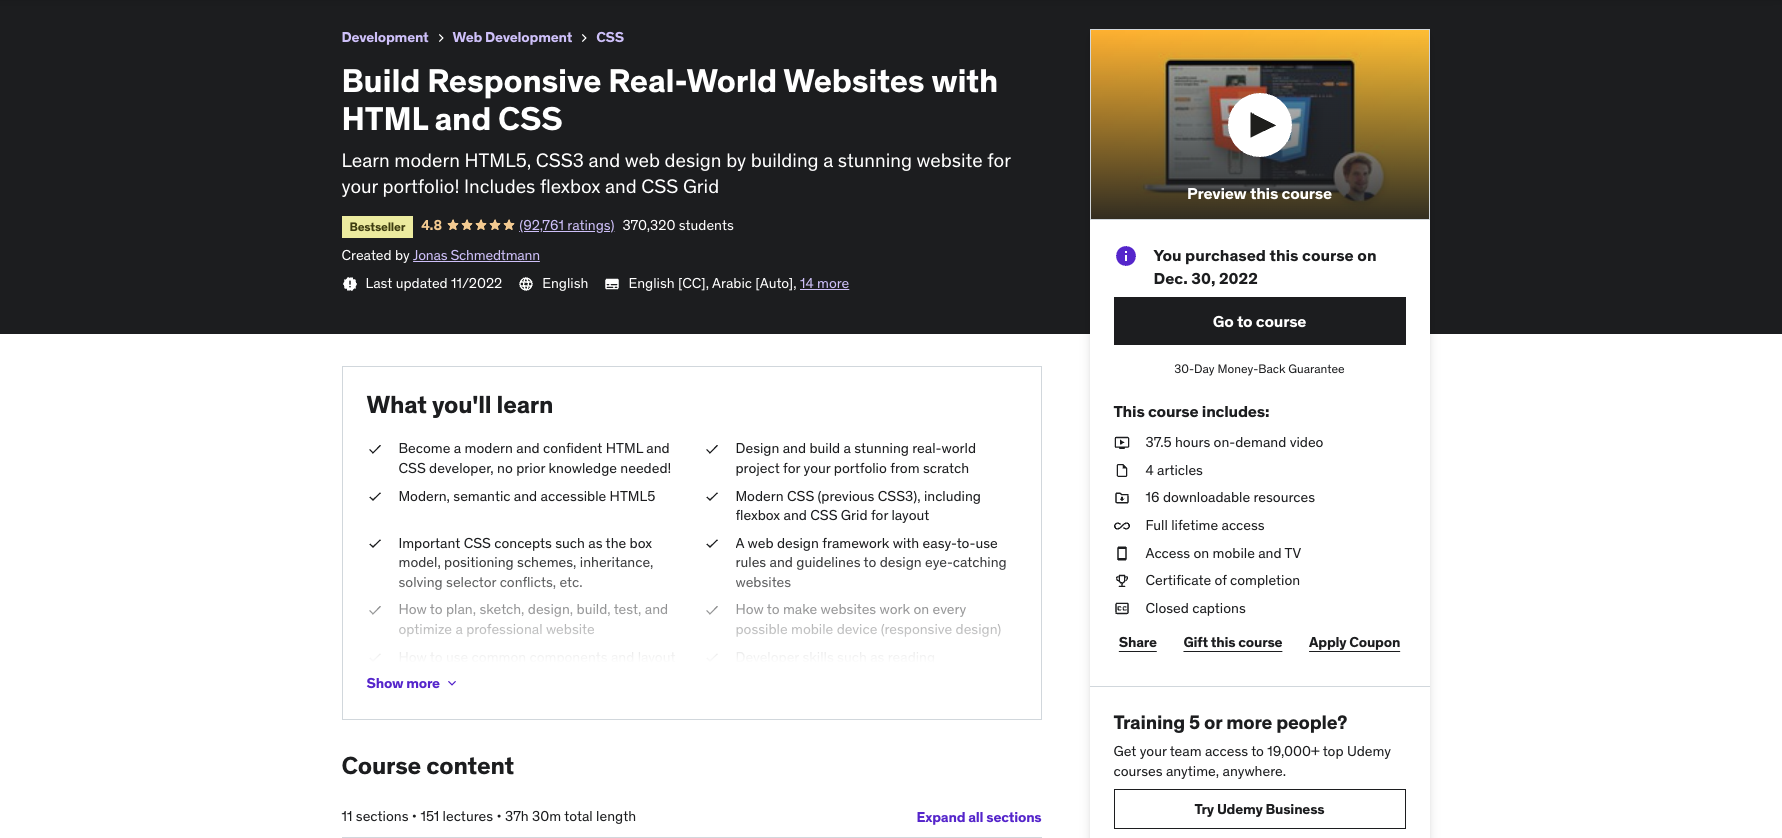 Development > Web Development > CSS
Build Responsive Real-World Websites with
HTML and CSS
Learn modern HTML5, CSS3 and web design by building a stunning website for
your portfolio! Includes flexbox and CSS Grid
Bestseller 4.8 (92,761 ratings) 370,320 students
Created by Jonas Schmedtmann
Last updated 11/2022 English English [CC], Arabic [Auto], 14 more
What you'll learn
Become a modern and confident HTML and
CSS developer, no prior knowledge needed!
Design and build a stunning real-world
project for your portfolio from scratch
Modern, semantic and accessible HTML5
Modern CSS (previous CSS3), including
flexbox and CSS Grid for layout
Important CSS concepts such as the box
model, positioning schemes, inheritance,
solving selector conflicts, etc.
A web design framework with easy-to-use
rules and guidelines to design eye-catching
websites
How to plan, sketch, design, build, test, and
optimize a professional website
How to make websites work on every
possible mobile device (responsive design)
How to use common components and layout
Developer skills such as reading
Show more
Course content
11 sections • 151 lectures • 37h 30m total length
Expand all sections
Preview this course
You purchased this course on
Dec. 30, 2022
Go to course
30-Day Money-Back Guarantee
This course includes:
37.5 hours on-demand video
4 articles
16 downloadable resources
Full lifetime access
Access on mobile and TV
Certificate of completion
Closed captions
Share Gift this course Apply Coupon
Training 5 or more people?
Get your team access to 19,000+ top Udemy
courses anytime, anywhere.
Try Udemy Business